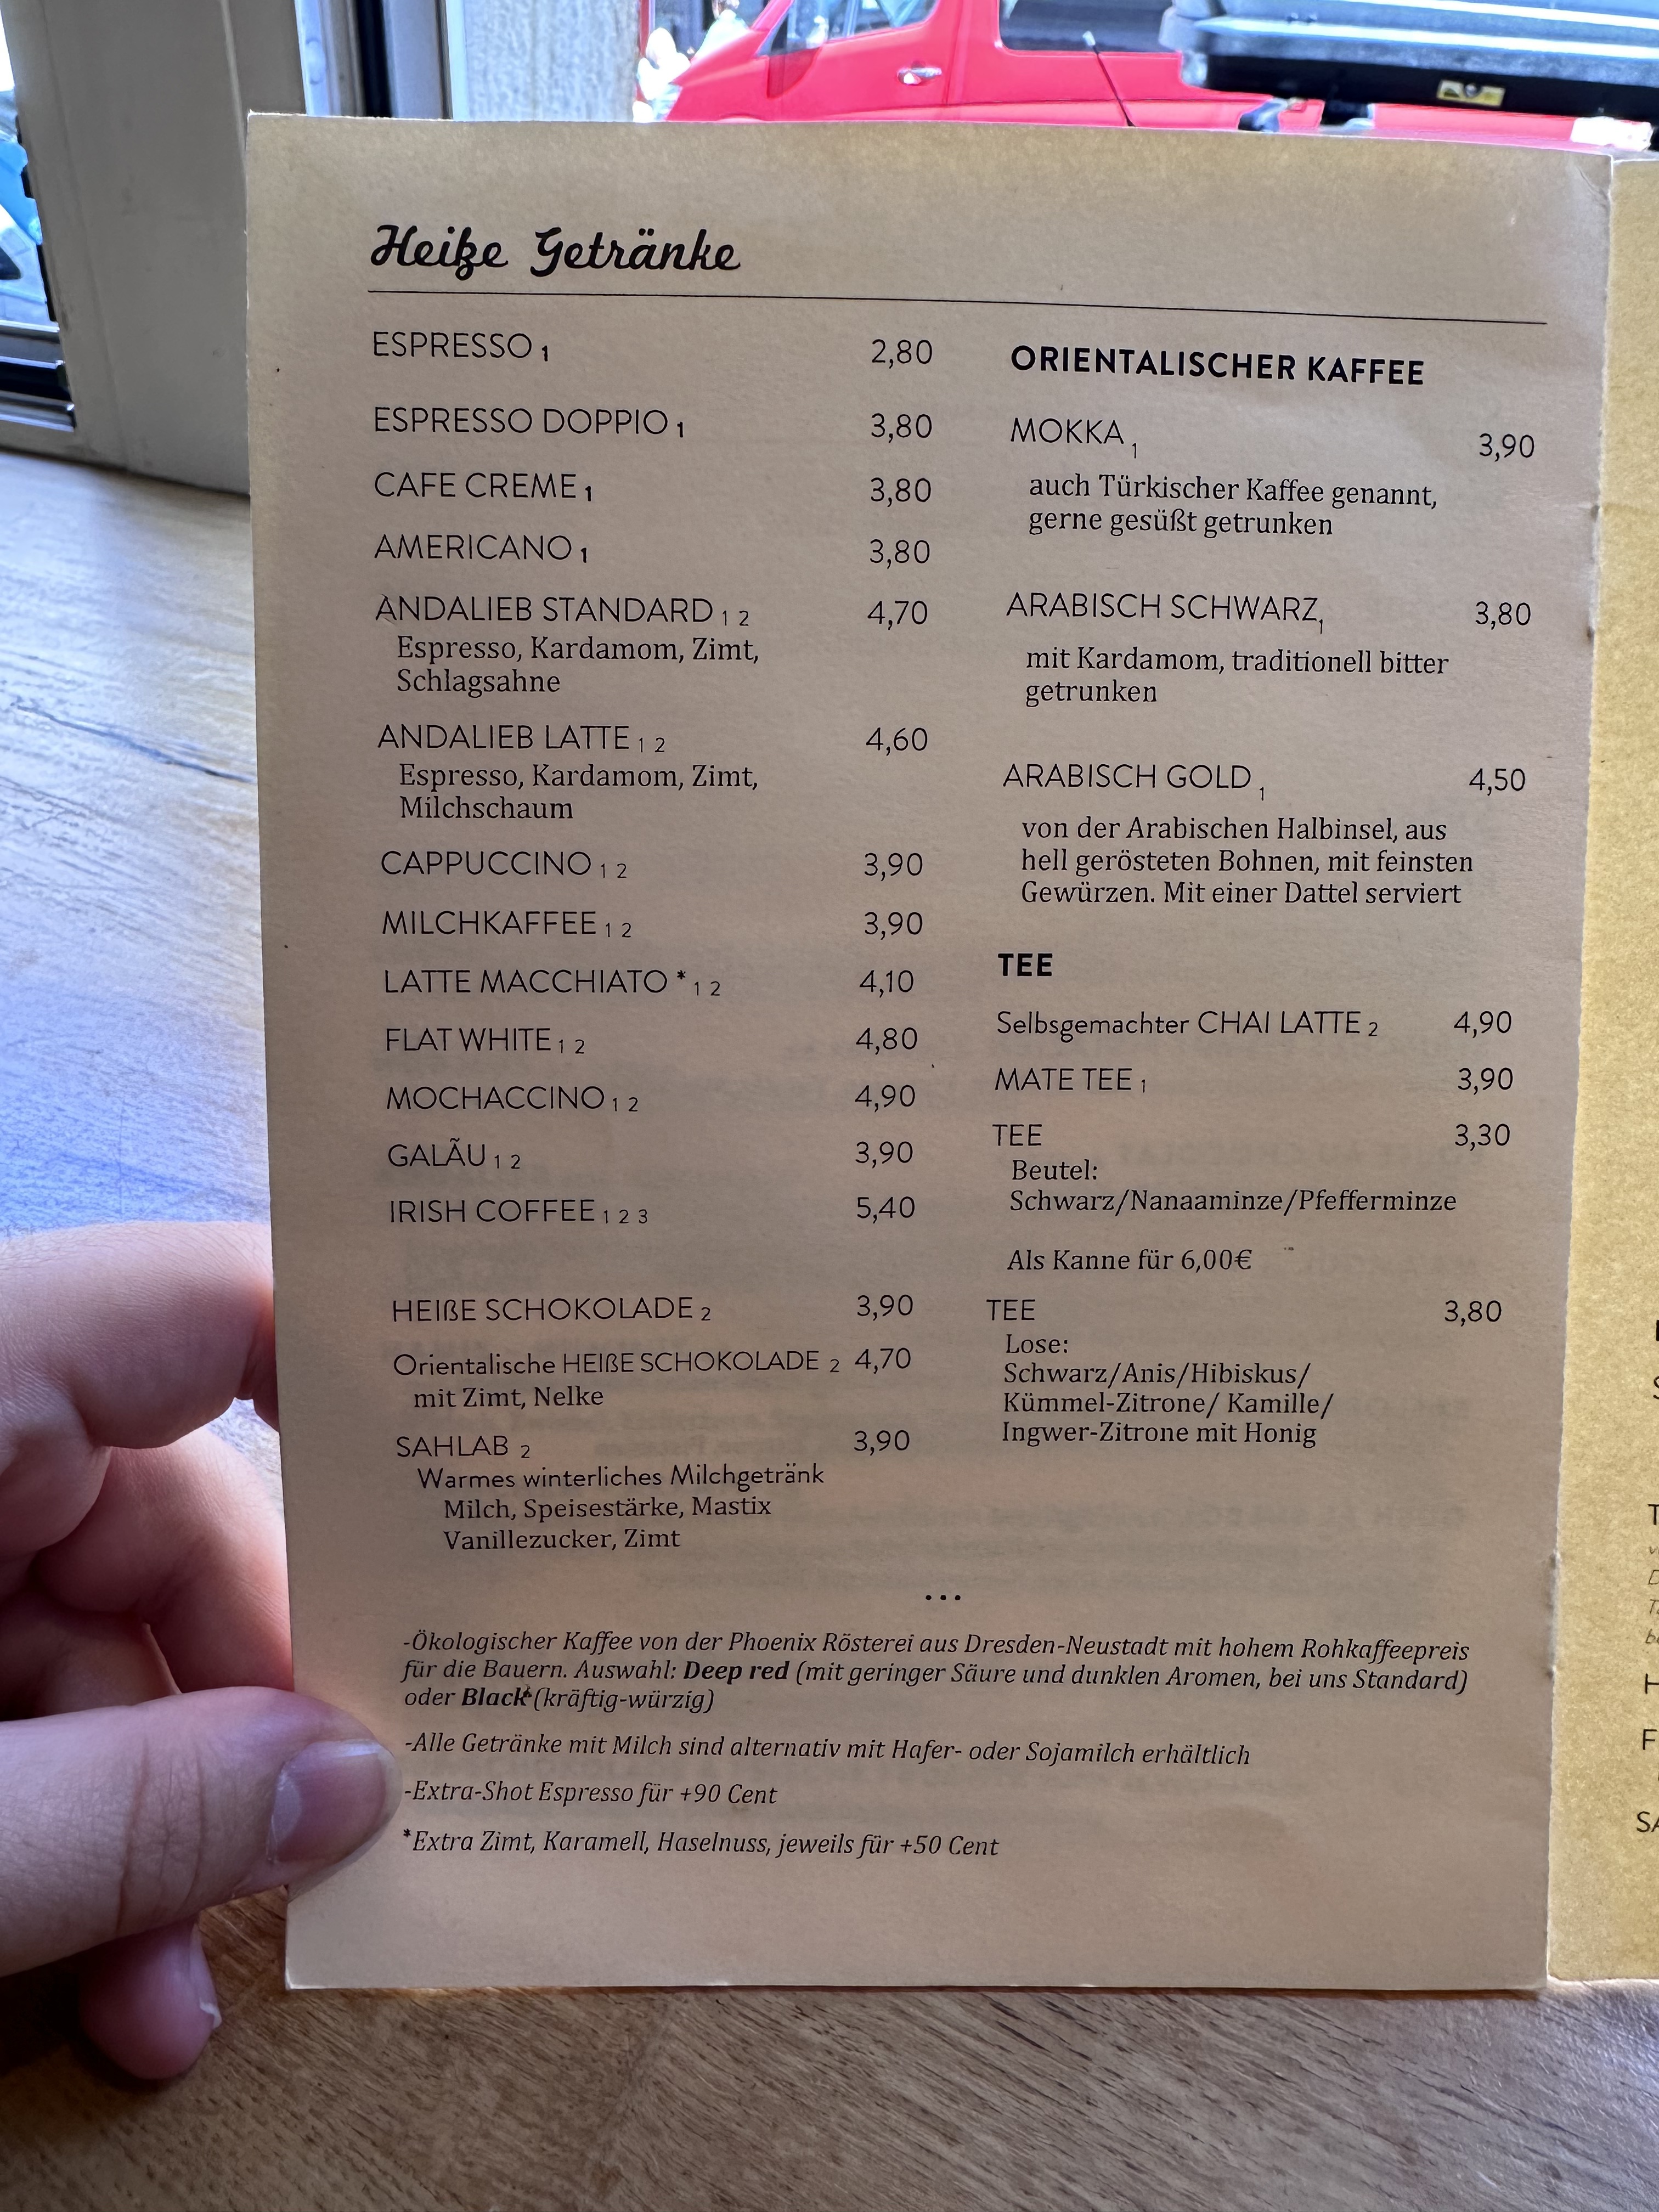 Heiße Getränke
ESPRESSO 1 2,80
ESPRESSO DOPPIO 1 3,80
CAFE CREME 1 3,80
AMERICANO 1 3,80
ANDALIEB STANDARD 1 2 4,70
Espresso, Kardamom, Zimt,
Schlagsahne
ANDALIEB LATTE 1 2 4,60
Espresso, Kardamom, Zimt,
Milchschaum
CAPPUCCINO 1 2 3,90
MILCHKAFFEE 1 2 3,90
LATTE MACCHIATO * 1 2 4,10
FLAT WHITE 1 2 4,80
MOCHACCINO 1 2 4,90
GALÃU 1 2 3,90
IRISH COFFEE 1 2 3 5,40
HEIßE SCHOKOLADE 2 3,90
Orientalische HEIßE SCHOKOLADE 2 4,70
mit Zimt, Nelke
SAHLAB 2 3,90
Warmes winterliches Milchgetränk
Milch, Speisestärke, Mastix
Vanillezucker, Zimt
ORIENTALISCHER KAFFEE
MOKKA 1 3,90
auch Türkischer Kaffee genannt,
gerne gesüßt getrunken
ARABISCH SCHWARZ 1 3,80
mit Kardamom, traditionell bitter
getrunken
ARABISCH GOLD 1 4,50
von der Arabischen Halbinsel, aus
hell gerösteten Bohnen, mit feinsten
Gewürzen. Mit einer Dattel serviert
TEE
Selbsgemachter CHAI LATTE 2 4,90
MATE TEE 1 3,90
TEE 3,30
Beutel:
Schwarz/Nanaaminze/Pfefferminze
Als Kanne für 6,00€
TEE 3,80
Lose:
Schwarz/Anis/Hibiskus/
Kümmel-Zitrone/ Kamille/
Ingwer-Zitrone mit Honig
...
-Ökologischer Kaffee von der Phoenix Rösterei aus Dresden-Neustadt mit hohem Rohkaffeepreis
für die Bauern. Auswahl: Deep red (mit geringer Säure und dunklen Aromen, bei uns Standard)
oder Black (kräftig-würzig)
-Alle Getränke mit Milch sind alternativ mit Hafer- oder Sojamilch erhältlich
-Extra-Shot Espresso für +90 Cent
*Extra Zimt, Karamell, Haselnuss, jeweils für +50 Cent